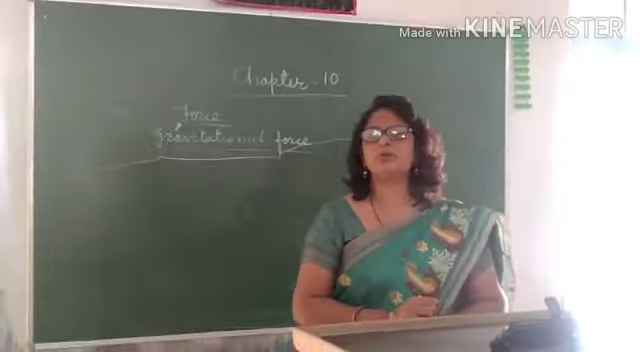 Made with KINEMASTER
Chapter - 10
Force
Gravitational force